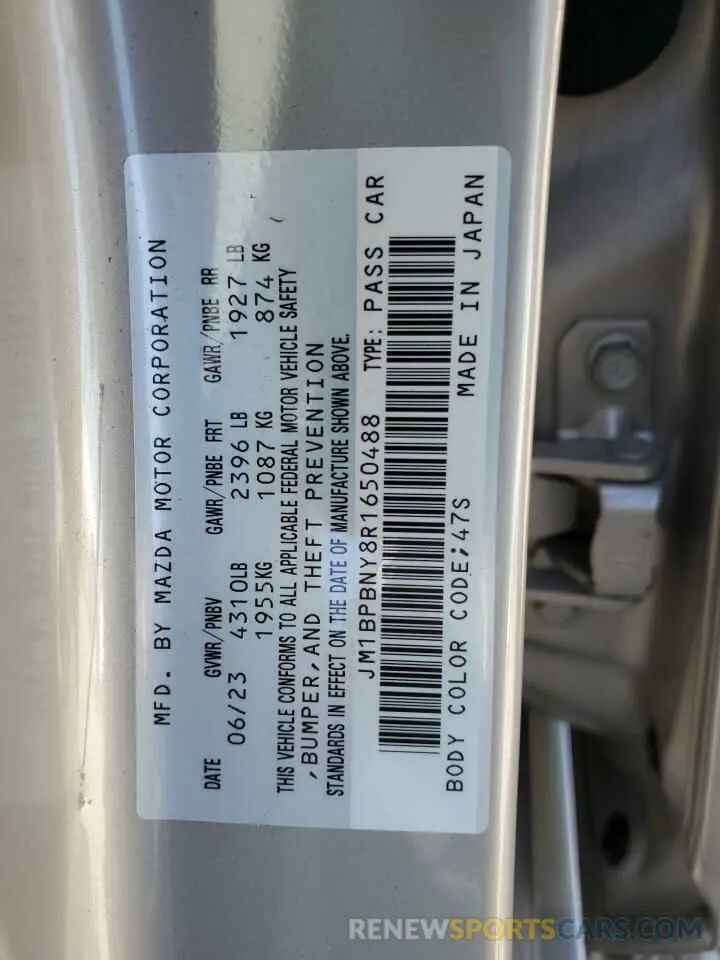 MFD. BY MAZDA MOTOR CORPORATION
DATE GVWR/PNBV GAWR/PNBE FRT GAWR/PNBE RR
06/23 4310LB 2396 LB 1927 LB
1955KG 1087 KG 874 KG
THIS VEHICLE CONFORMS TO ALL APPLICABLE FEDERAL MOTOR VEHICLE SAFETY
,BUMPER,AND THEFT PREVENTION
STANDARDS IN EFFECT ON THE DATE OF MANUFACTURE SHOWN ABOVE.
JM1BPBNY8R1650488 TYPE: PASS CAR
BODY COLOR CODE;47S MADE IN JAPAN
RENEWSPORTSCARS.COM